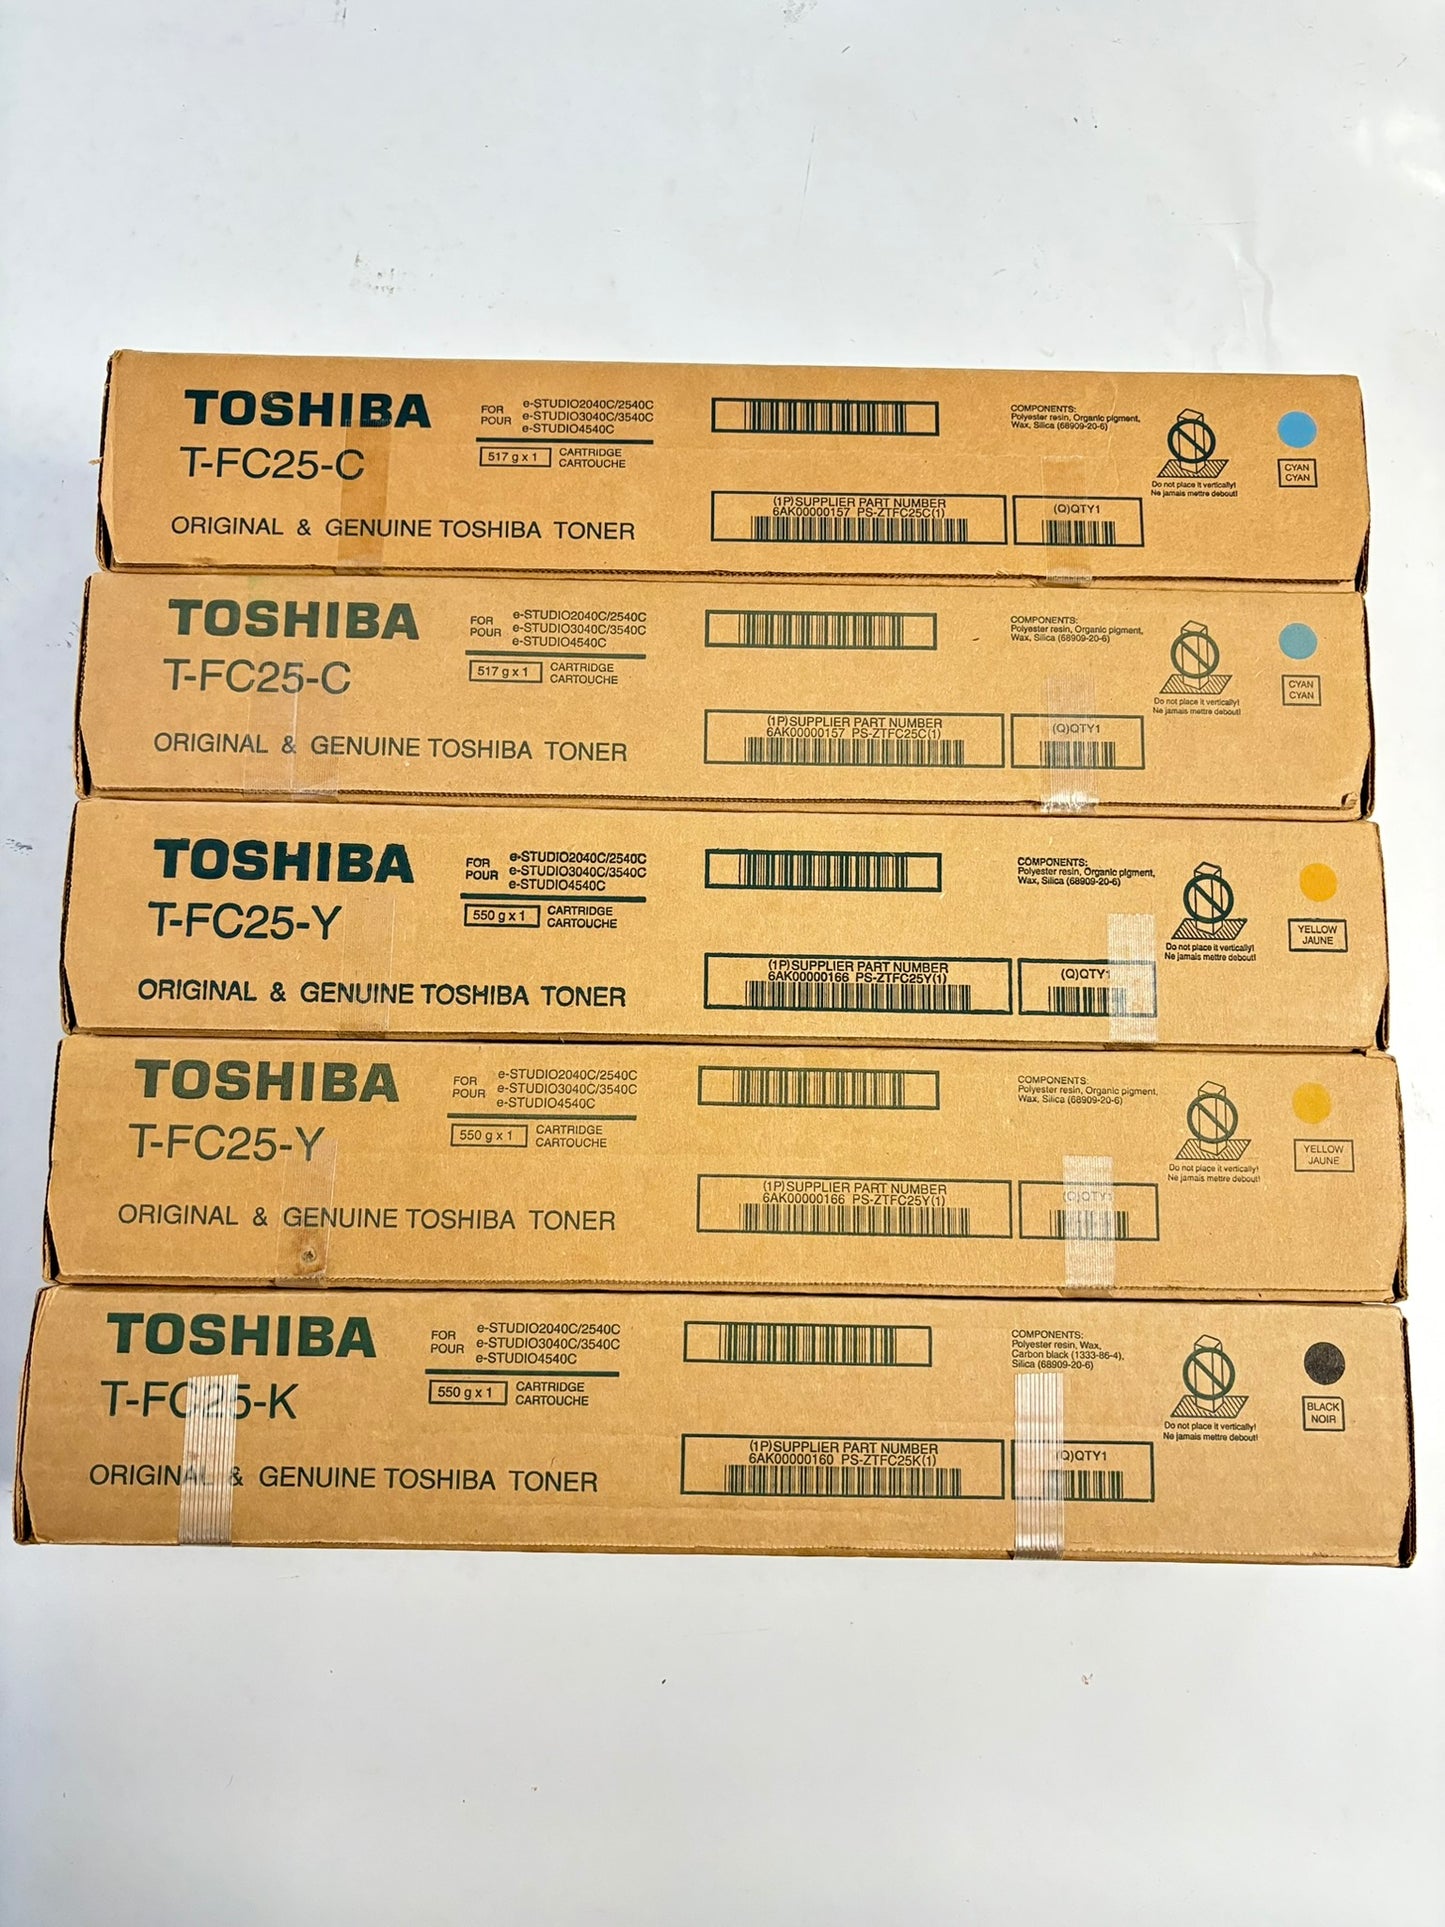 TOSHIBA
T-FC25-C
ORIGINAL & GENUINE TOSHIBA TONER
FOR
POUR
e-STUDIO2040C/2540C
e-STUDIO3040C/3540C
e-STUDIO4540C
517 g x 1
CARTRIDGE
CARTOUCHE
(1P)SUPPLIER PART NUMBER
6AK00000157 PS-ZTFC25C(1)
(Q)QTY1
COMPONENTS:
Polyester resin, Organic pigment,
Wax, Silica (68909-20-6)
Do not place it vertically!
Ne jamais mettre debout!
CYAN
CYAN
TOSHIBA
T-FC25-C
ORIGINAL & GENUINE TOSHIBA TONER
FOR
POUR
e-STUDIO2040C/2540C
e-STUDIO3040C/3540C
e-STUDIO4540C
517 g x 1
CARTRIDGE
CARTOUCHE
(1P)SUPPLIER PART NUMBER
6AK00000157 PS-ZTFC25C(1)
(Q)QTY1
COMPONENTS:
Polyester resin, Organic pigment,
Wax, Silica (68909-20-6)
Do not place it vertically!
Ne jamais mettre debout!
CYAN
CYAN
TOSHIBA
T-FC25-Y
ORIGINAL & GENUINE TOSHIBA TONER
FOR
POUR
e-STUDIO2040C/2540C
e-STUDIO3040C/3540C
e-STUDIO4540C
550 g x 1
CARTRIDGE
CARTOUCHE
(1P)SUPPLIER PART NUMBER
6AK00000166 PS-ZTFC25Y(1)
(Q)QTY1
COMPONENTS:
Polyester resin, Organic pigment,
Wax, Silica (68909-20-6)
Do not place it vertically!
Ne jamais mettre debout!
YELLOW
JAUNE
TOSHIBA
T-FC25-Y
ORIGINAL & GENUINE TOSHIBA TONER
FOR
POUR
e-STUDIO2040C/2540C
e-STUDIO3040C/3540C
e-STUDIO4540C
550 g x 1
CARTRIDGE
CARTOUCHE
(1P)SUPPLIER PART NUMBER
6AK00000166 PS-ZTFC25Y(1)
(Q)QTY1
COMPONENTS:
Polyester resin, Organic pigment,
Wax, Silica (68909-20-6)
Do not place it vertically!
Ne jamais mettre debout!
YELLOW
JAUNE
TOSHIBA
T-FC25-K
ORIGINAL & GENUINE TOSHIBA TONER
FOR
POUR
e-STUDIO2040C/2540C
e-STUDIO3040C/3540C
e-STUDIO4540C
550 g x 1
CARTRIDGE
CARTOUCHE
(1P)SUPPLIER PART NUMBER
6AK00000160 PS-ZTFC25K(1)
(Q)QTY1
COMPONENTS:
Polyester resin, Wax,
Carbon black (1333-86-4),
Silica (68909-20-6)
Do not place it vertically!
Ne jamais mettre debout!
BLACK
NOIR